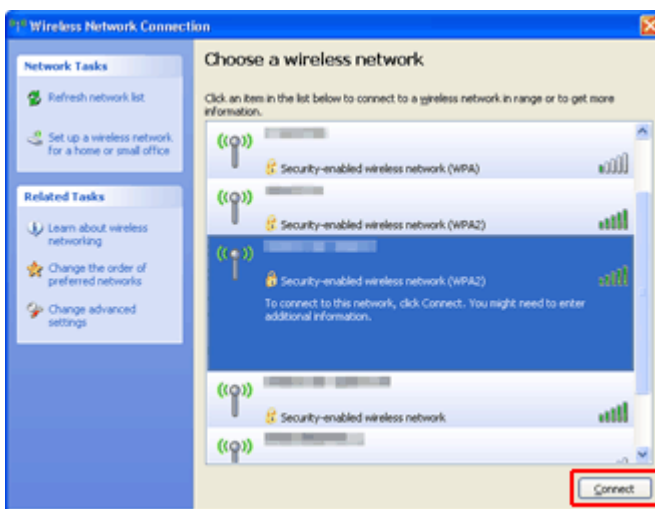 Wireless Network Connection
Network Tasks
Refresh network list
Set up a wireless network
for a home or small office
Related Tasks
Learn about wireless
networking
Change the order of
preferred networks
Change advanced
settings
Choose a wireless network
Click an item in the list below to connect to a wireless network in range or to get more
information.
Security-enabled wireless network (WPA)
Security-enabled wireless network (WPA2)
Security-enabled wireless network (WPA2)
To connect to this network, click Connect. You might need to enter
additional information.
Security-enabled wireless network
Connect